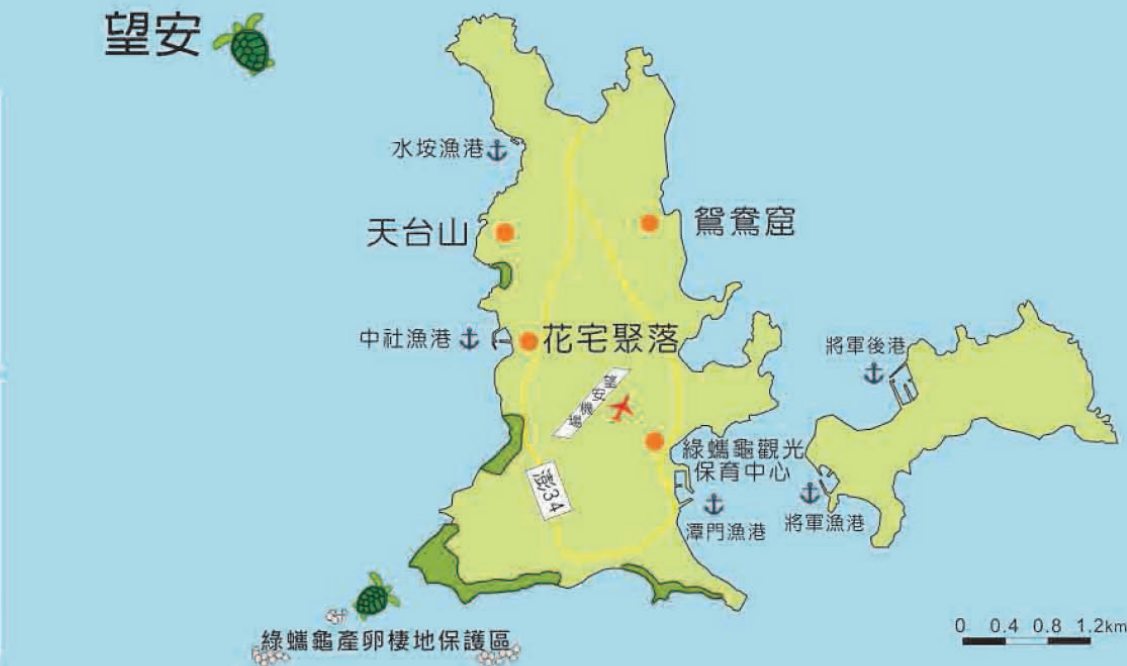 望安
水垵漁港
天台山
鴛鴦窟
中社漁港
花宅聚落
將軍後港
望安機場
綠蠵龜觀光
保育中心
澎34
潭門漁港
將軍漁港
綠蠵龜產卵棲地保護區
0 0.4 0.8 1.2km